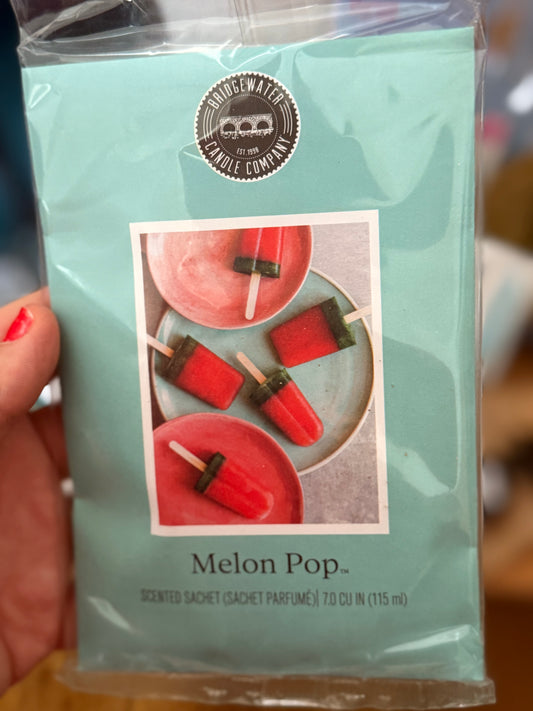 BRIDGEWATER
EST. 1998
CANDLE COMPANY
Melon Pop™
SCENTED SACHET (SACHET PARFUMÉ)| 7.0 CU IN (115 ml)